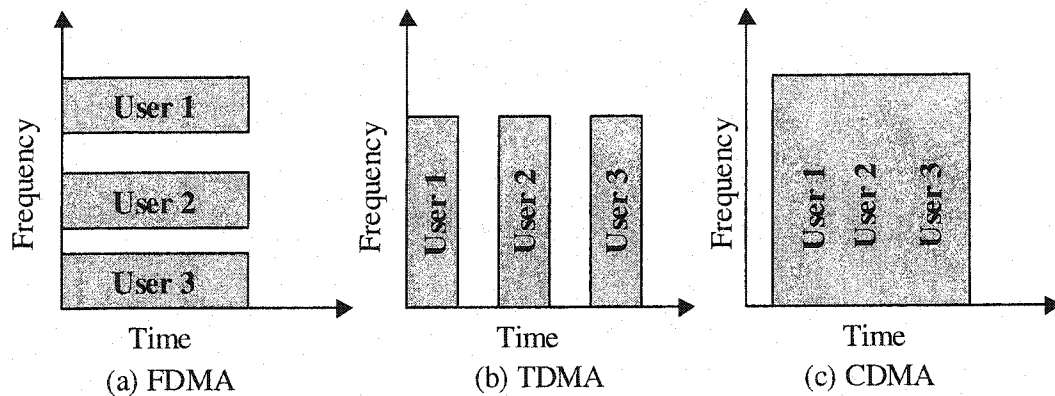 Frequency
User 1
User 2
User 3
Time
(a) FDMA
Frequency
User 1
User 2
User 3
Time
(b) TDMA
Frequency
User 1
User 2
User 3
Time
(c) CDMA